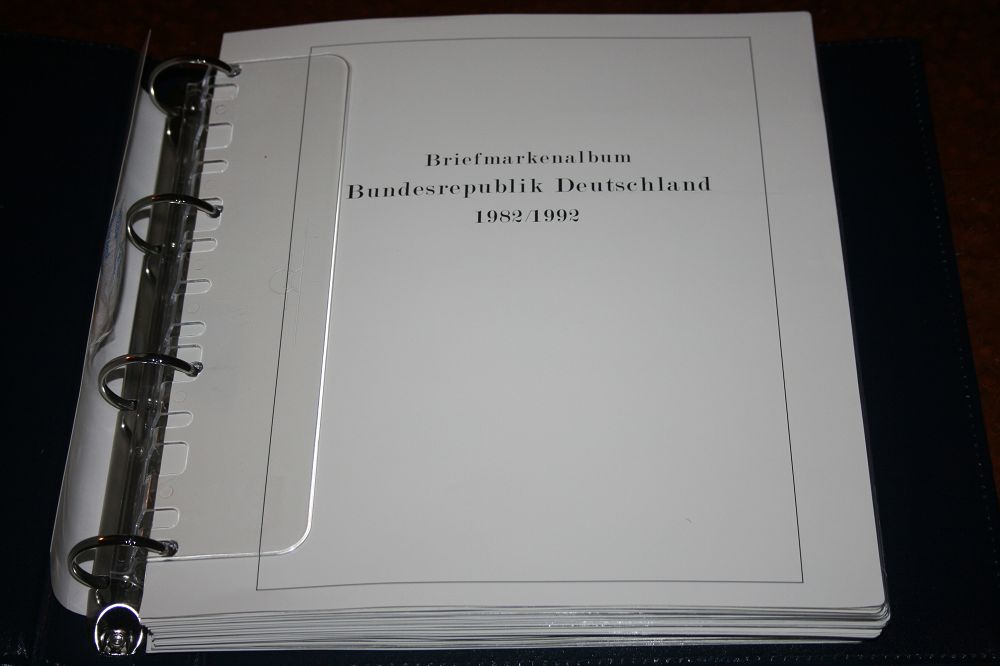 Briefmarkenalbum
Bundesrepublik Deutschland
1982/1992